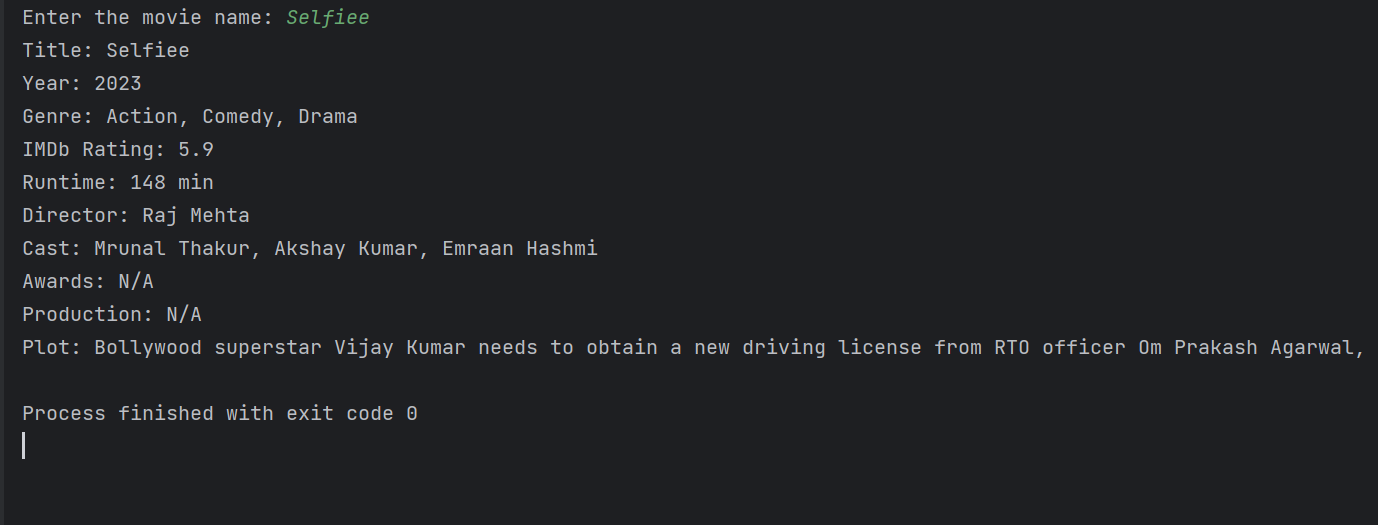 Enter the movie name: Selfiee
Title: Selfiee
Year: 2023
Genre: Action, Comedy, Drama
IMDb Rating: 5.9
Runtime: 148 min
Director: Raj Mehta
Cast: Mrunal Thakur, Akshay Kumar, Emraan Hashmi
Awards: N/A
Production: N/A
Plot: Bollywood superstar Vijay Kumar needs to obtain a new driving license from RTO officer Om Prakash Agarwal,
Process finished with exit code 0